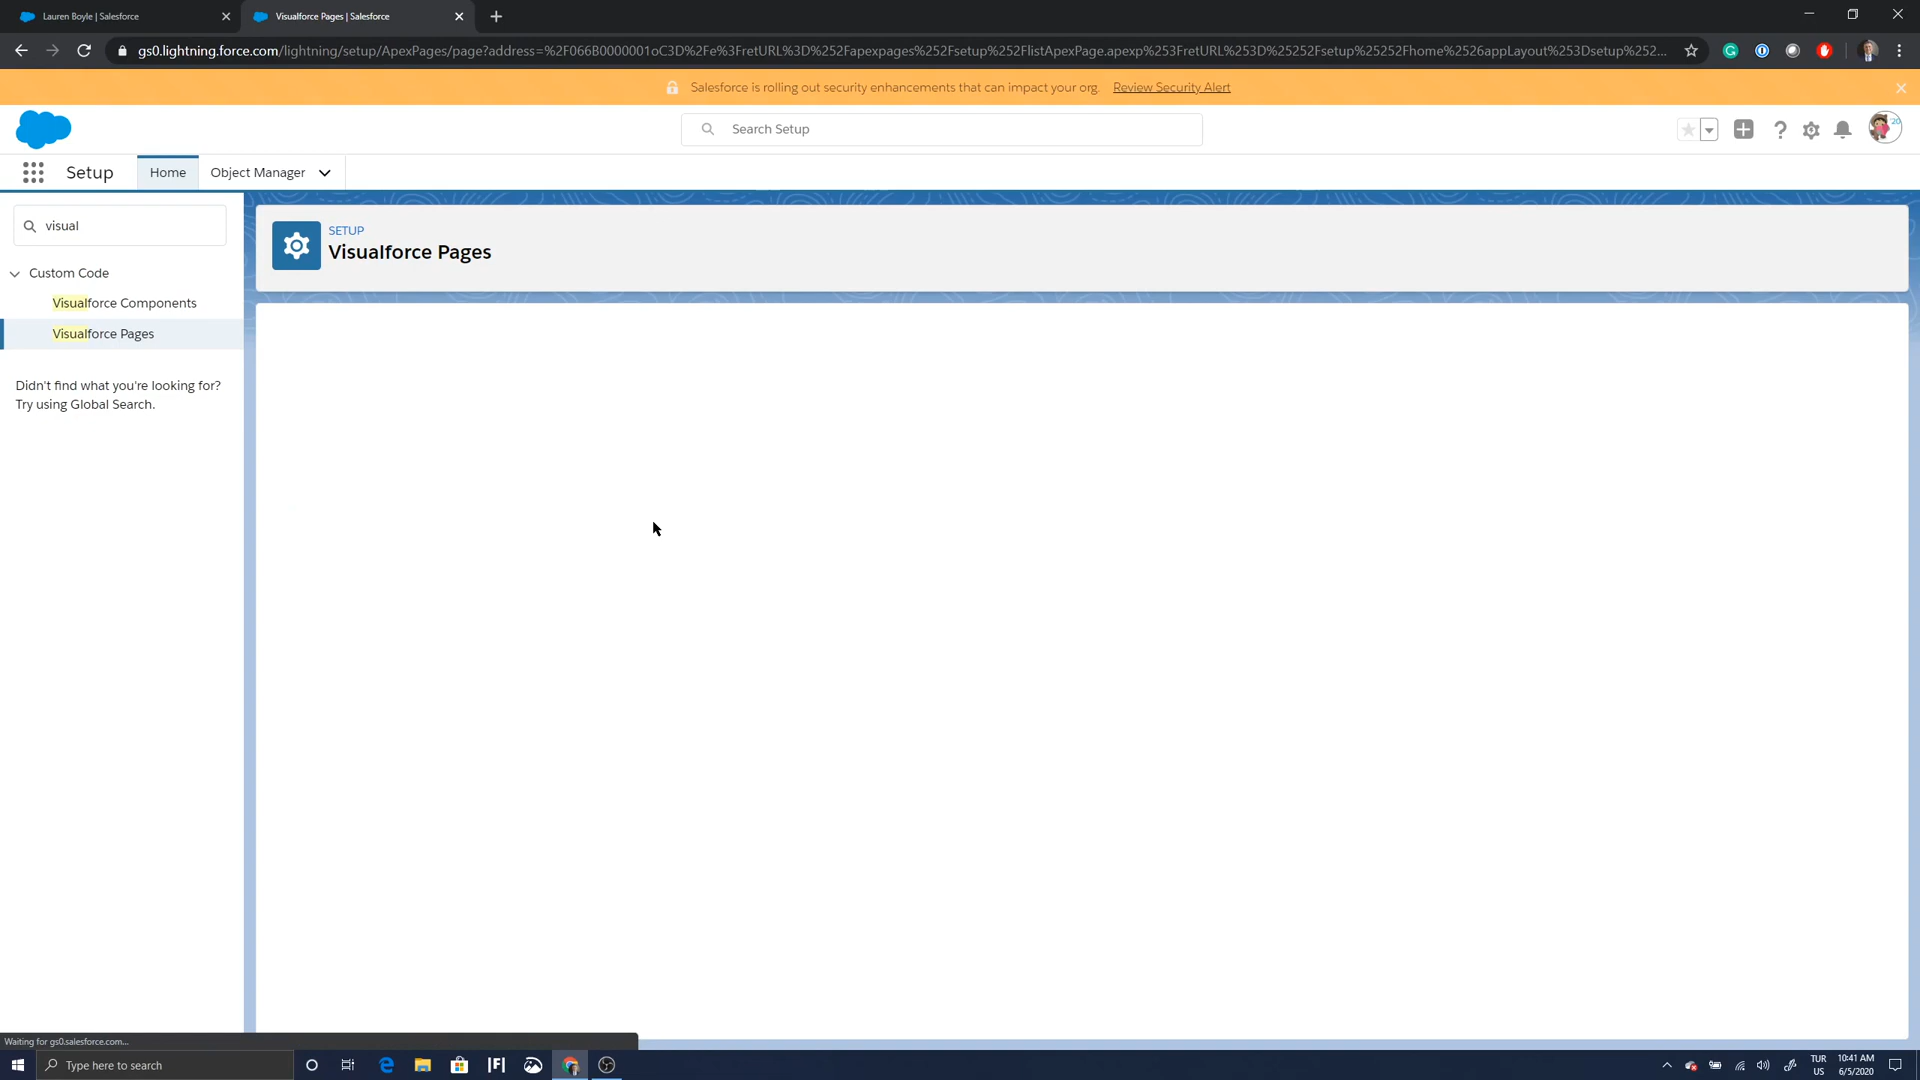 Lauren Boyle | Salesforce
Visualforce Pages | Salesforce
gs0.lightning.force.com/lightning/setup/ApexPages/page?address=%2F066B0000001oC3D%2Fe%3FretURL%3D%252Fapexpages%252Fsetup%252FlistApexPage.apexp%253FretURL%253D%25252Fsetup%25252Fhome%2526appLayout%253Dsetup%252...
Salesforce is rolling out security enhancements that can impact your org. Review Security Alert
Search Setup
'20
Setup
Home
Object Manager
visual
SETUP
Visualforce Pages
Custom Code
Visualforce Components
Visualforce Pages
Didn't find what you're looking for?
Try using Global Search.
Waiting for gs0.salesforce.com...
Type here to search
|F|
TUR
US
10:41 AM
6/5/2020